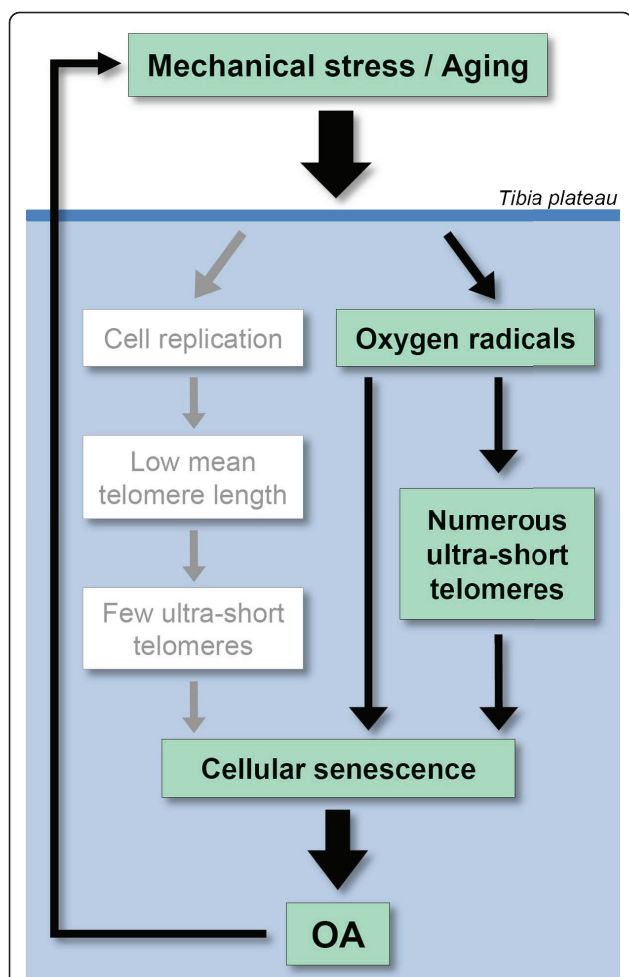 Mechanical stress / Aging
Tibia plateau
Cell replication
Oxygen radicals
Low mean
telomere length
Numerous
ultra-short
telomeres
Few ultra-short
telomeres
Cellular senescence
OA